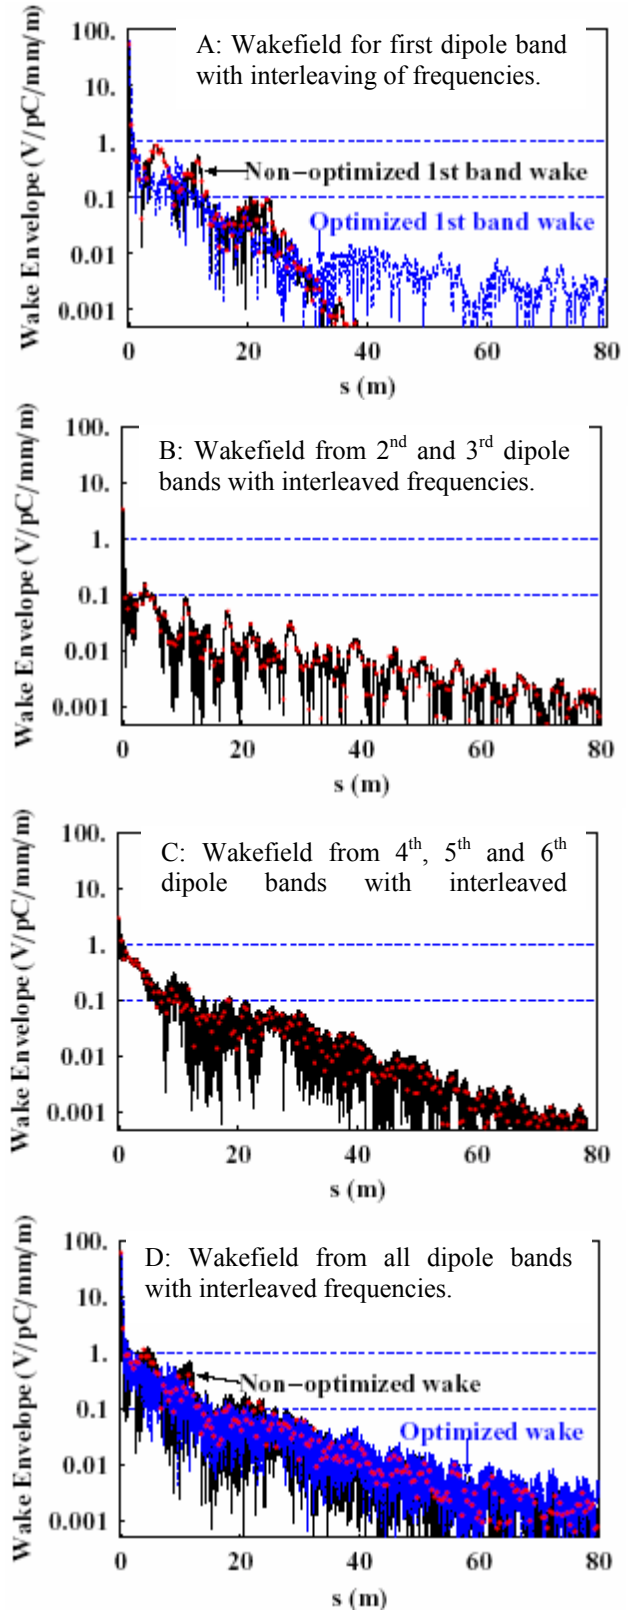 A: Wakefield for first dipole band
with interleaving of frequencies.
Wake Envelope (V/pC/mm/m)
100.
10.
1.
0.1
0.01
0.001
Non-optimized 1st band wake
Optimized 1st band wake
0 20 40 60 80
s (m)
B: Wakefield from 2nd and 3rd dipole
bands with interleaved frequencies.
Wake Envelope (V/pC/mm/m)
100.
10.
1.
0.1
0.01
0.001
0 20 40 60 80
s (m)
C: Wakefield from 4th, 5th and 6th
dipole bands with interleaved
Wake Envelope (V/pC/mm/m)
100.
10.
1.
0.1
0.01
0.001
0 20 40 60 80
s (m)
D: Wakefield from all dipole bands
with interleaved frequencies.
Wake Envelope (V/pC/mm/m)
100.
10.
1.
0.1
0.01
0.001
Non-optimized wake
Optimized wake
0 20 40 60 80
s (m)